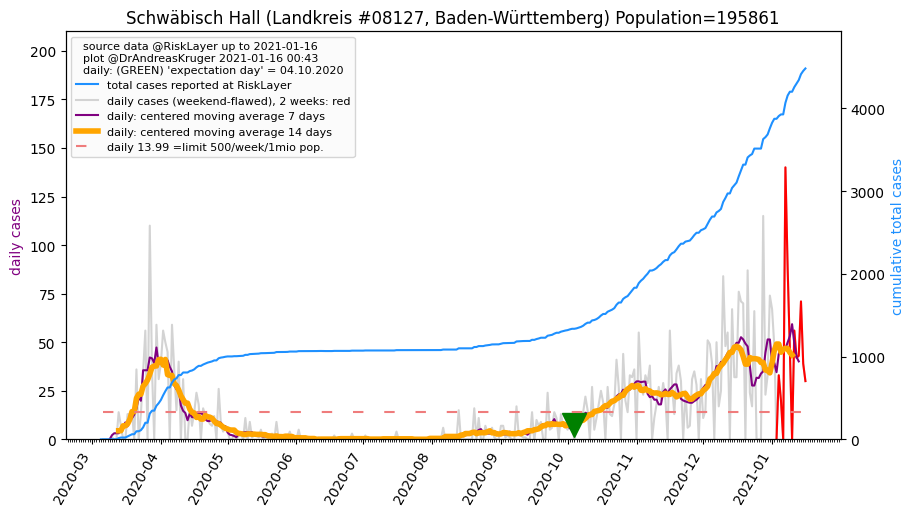 Schwäbisch Hall (Landkreis #08127, Baden-Württemberg) Population=195861
source data @RiskLayer up to 2021-01-16
plot @DrAndreasKruger 2021-01-16 00:43
daily: (GREEN) 'expectation day' = 04.10.2020
total cases reported at RiskLayer
daily cases (weekend-flawed), 2 weeks: red
daily: centered moving average 7 days
daily: centered moving average 14 days
daily 13.99 =limit 500/week/1mio pop.
daily cases
200
175
150
125
100
75
50
25
0
cumulative total cases
4000
3000
2000
1000
0
2020-03
2020-04
2020-05
2020-06
2020-07
2020-08
2020-09
2020-10
2020-11
2020-12
2021-01